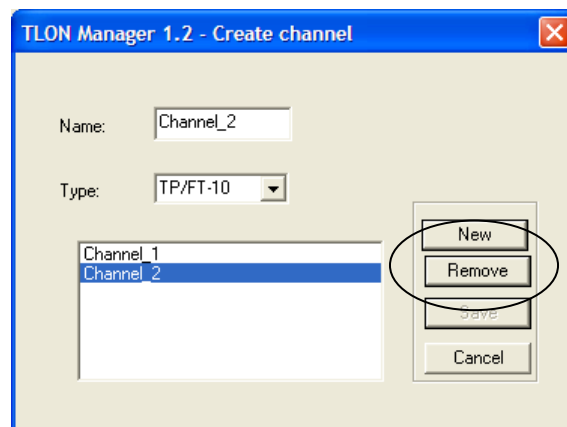 TLON Manager 1.2 - Create channel
Name:
Channel_2
Type:
TP/FT-10
Channel_1
Channel_2
New
Remove
Save
Cancel